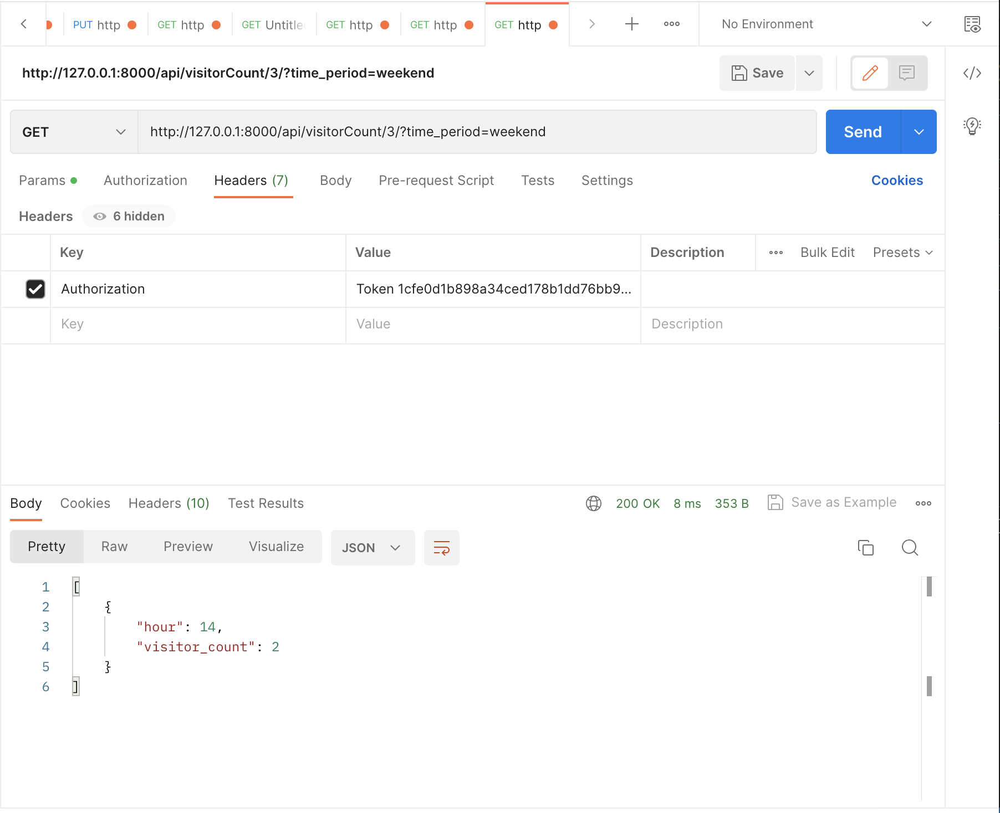 PUT http GET http GET Untitle GET http GET http GET http No Environment
http://127.0.0.1:8000/api/visitorCount/3/?time_period=weekend Save
GET http://127.0.0.1:8000/api/visitorCount/3/?time_period=weekend Send
Params Authorization Headers (7) Body Pre-request Script Tests Settings Cookies
Headers 6 hidden
Key Value Description Bulk Edit Presets
Authorization Token 1cfe0d1b898a34ced178b1dd76bb9...
Key Value Description
Body Cookies Headers (10) Test Results 200 OK 8 ms 353 B Save as Example
Pretty Raw Preview Visualize JSON
1 [
2 {
3 "hour": 14,
4 "visitor_count": 2
5 }
6 ]